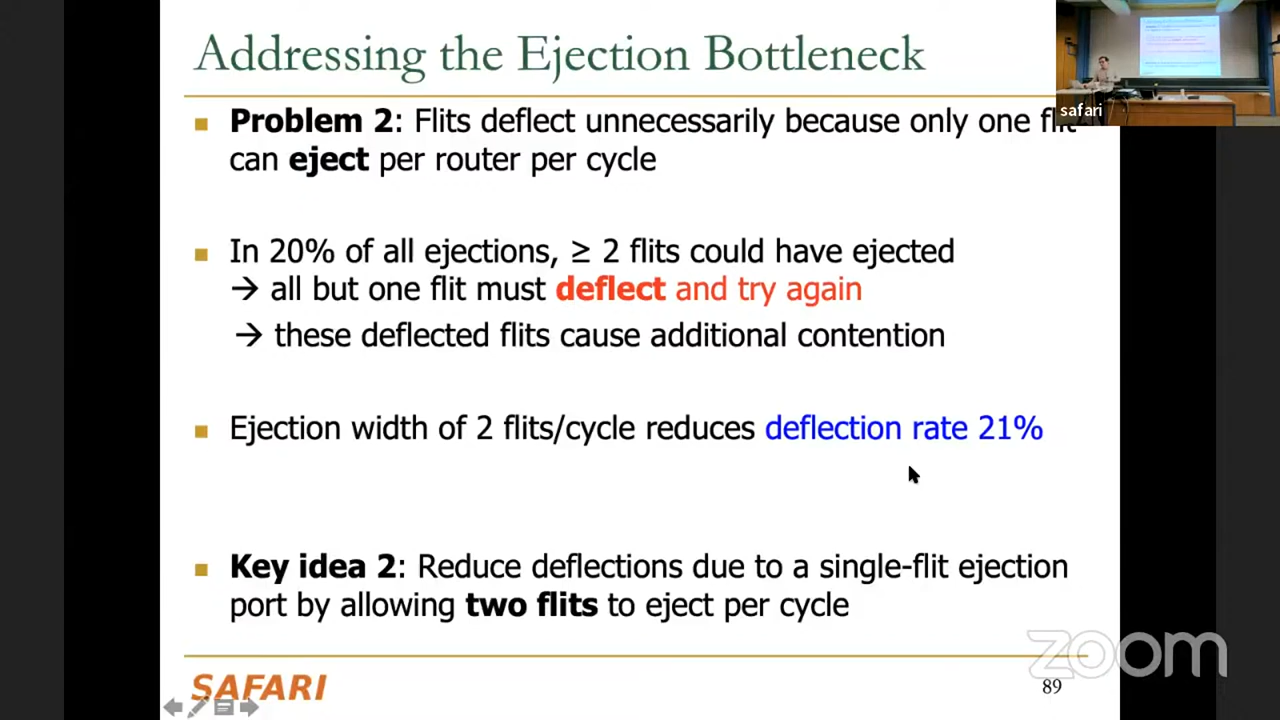 Addressing the Ejection Bottleneck
Problem 2: Flits deflect unnecessarily because only one flit
can eject per router per cycle
In 20% of all ejections, ≥ 2 flits could have ejected
→ all but one flit must deflect and try again
→ these deflected flits cause additional contention
Ejection width of 2 flits/cycle reduces deflection rate 21%
Key idea 2: Reduce deflections due to a single-flit ejection
port by allowing two flits to eject per cycle
SAFARI
89
safari
zoom